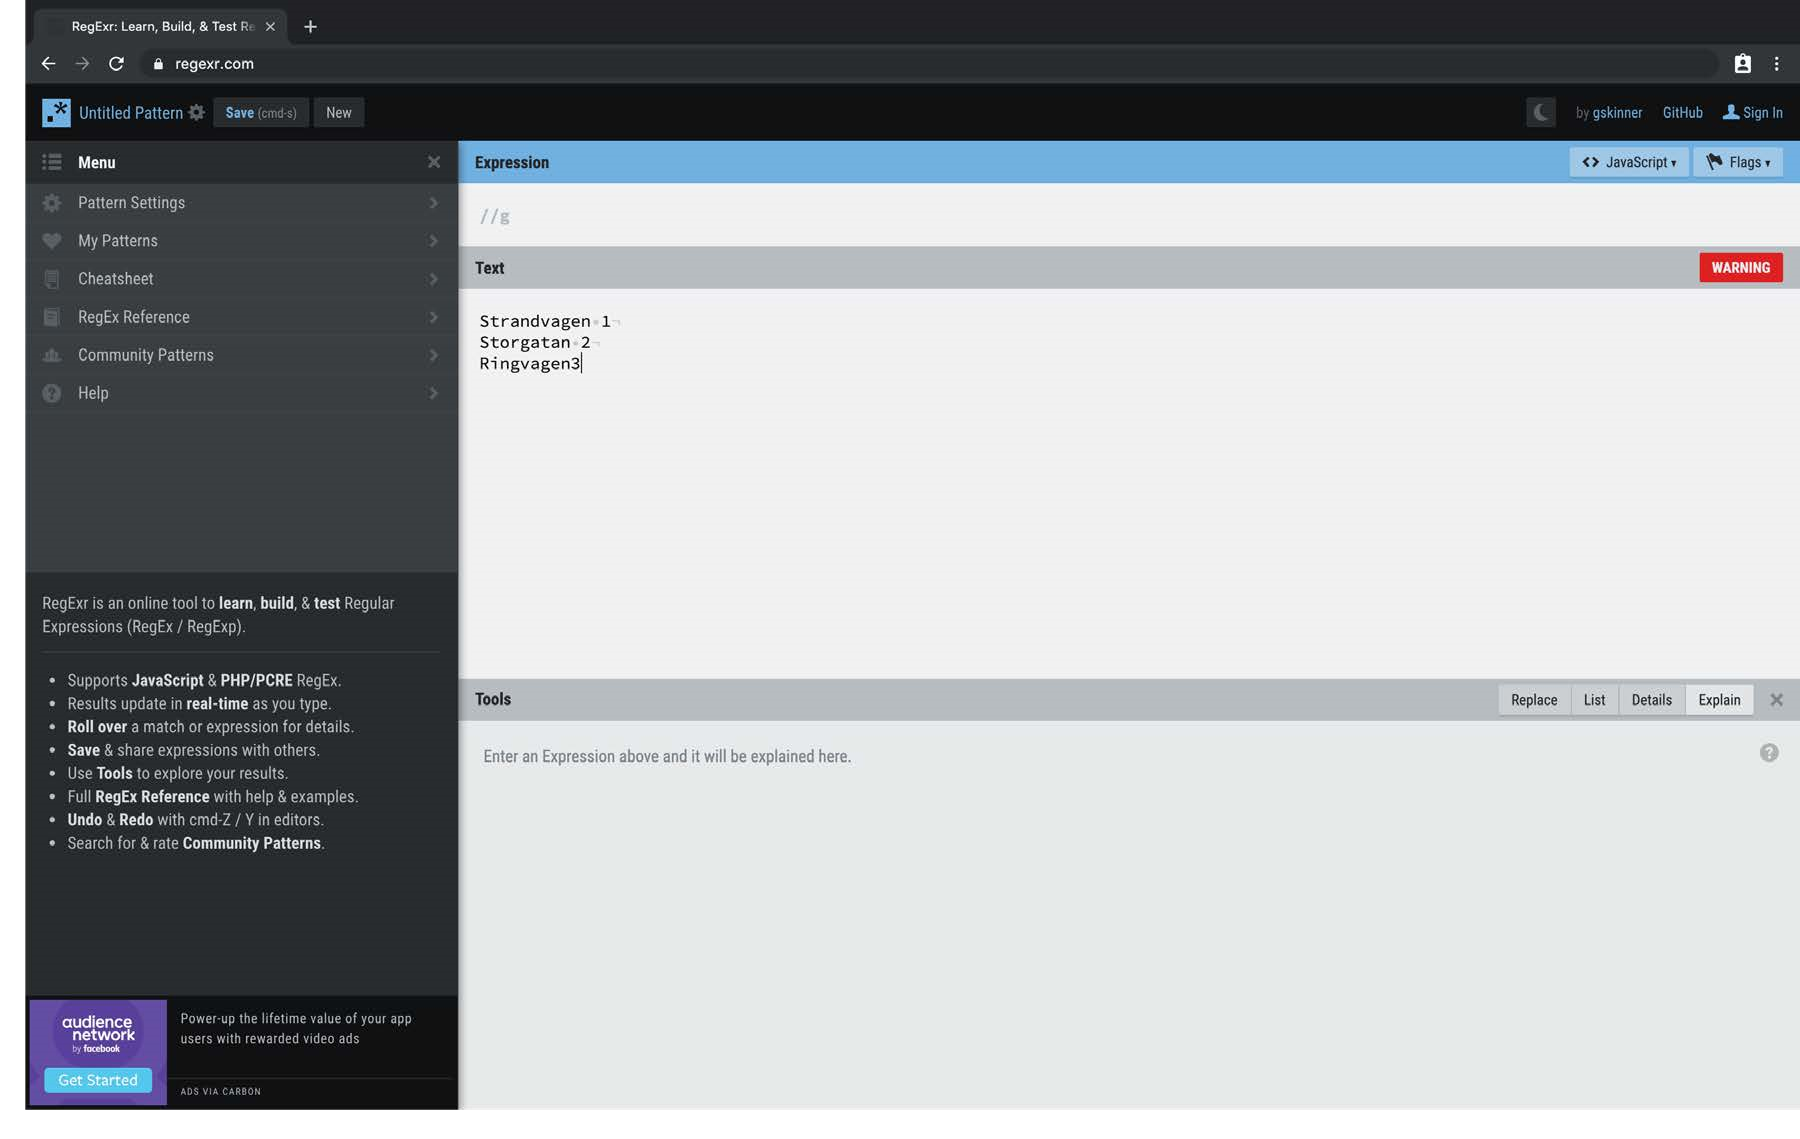 RegExr: Learn, Build, & Test Re
regexr.com
Untitled Pattern
Save (cmd-s)
New
by gskinner
GitHub
Sign In
Menu
Pattern Settings
My Patterns
Cheatsheet
RegEx Reference
Community Patterns
Help
RegExr is an online tool to learn, build, & test Regular
Expressions (RegEx / RegExp).
• Supports JavaScript & PHP/PCRE RegEx.
• Results update in real-time as you type.
• Roll over a match or expression for details.
• Save & share expressions with others.
• Use Tools to explore your results.
• Full RegEx Reference with help & examples.
• Undo & Redo with cmd-Z / Y in editors.
• Search for & rate Community Patterns.
audience
network
by facebook
Get Started
Power-up the lifetime value of your app
users with rewarded video ads
ADS VIA CARBON
Expression
<> JavaScript ▾
Flags ▾
//g
Text
WARNING
Strandvagen 1
Storgatan 2
Ringvagen3
Tools
Replace
List
Details
Explain
Enter an Expression above and it will be explained here.